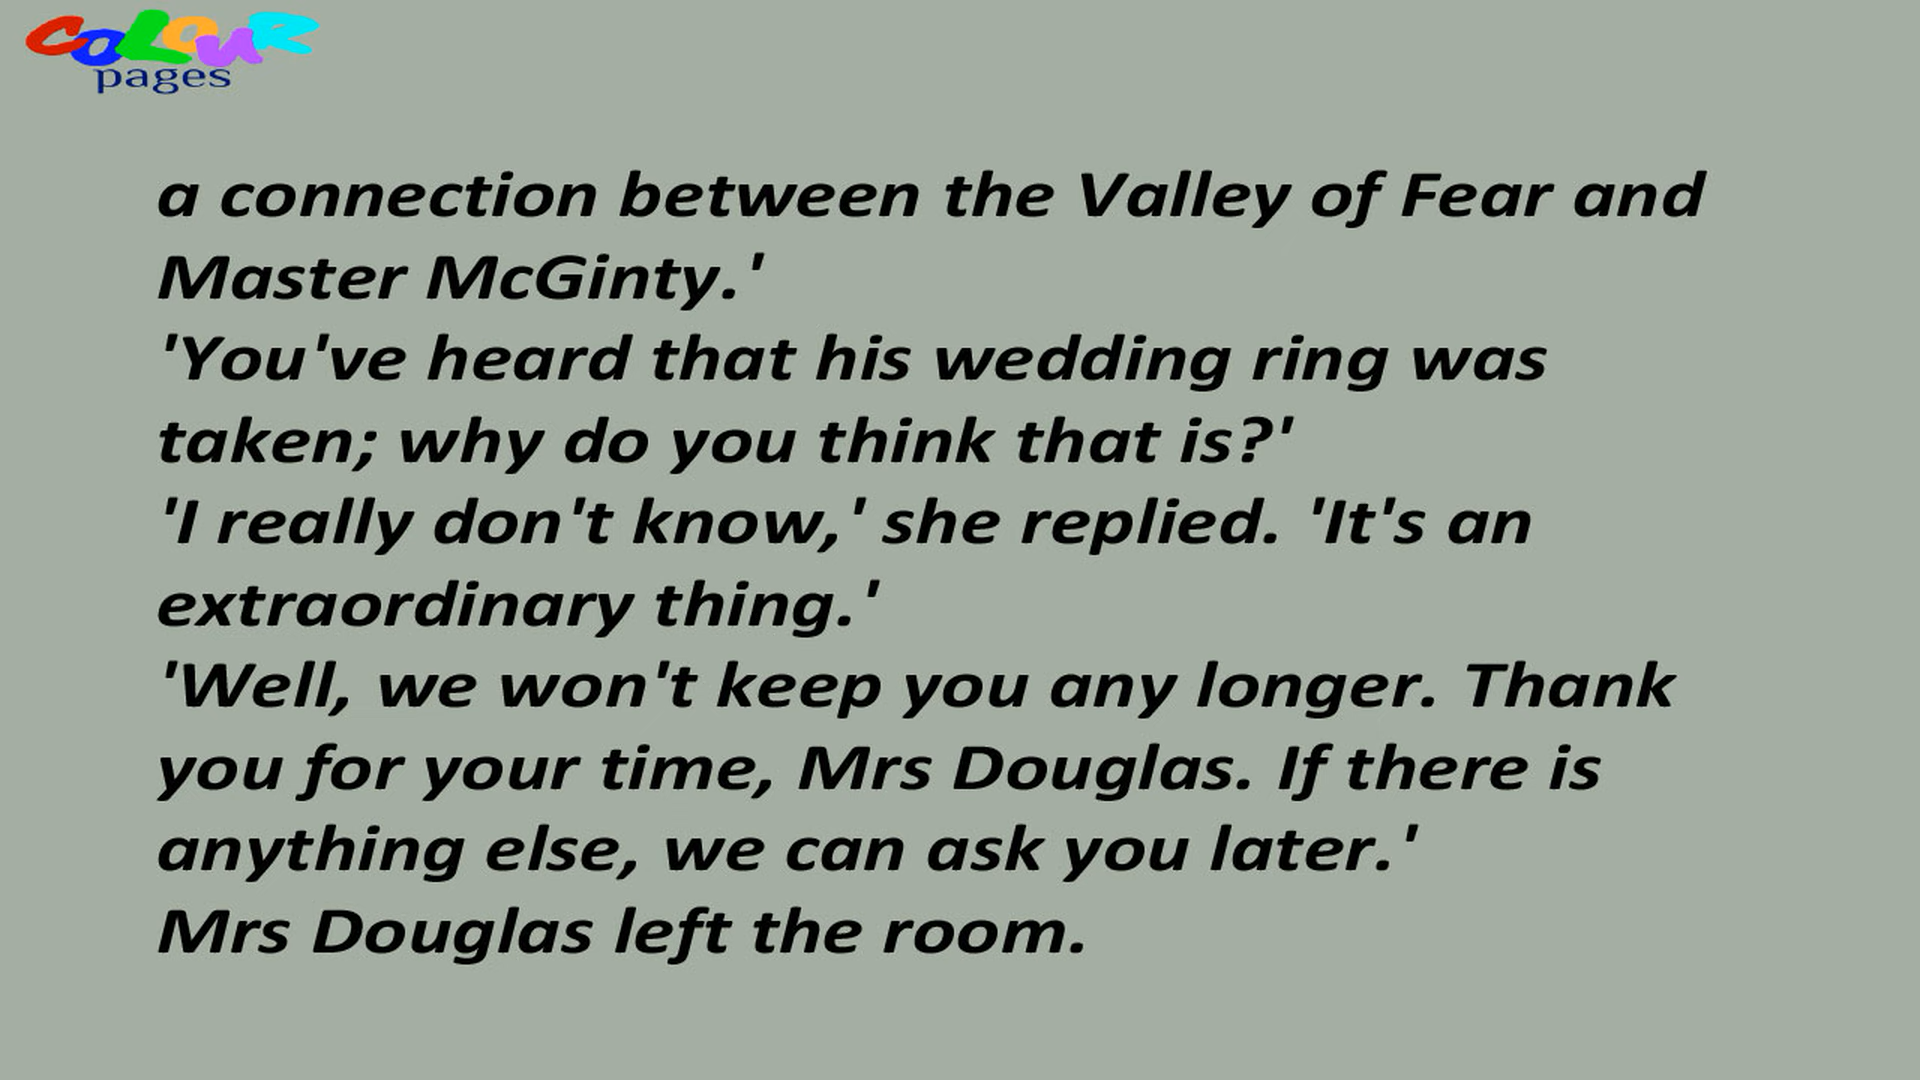 COLOUR
pages
a connection between the Valley of Fear and
Master McGinty.'
'You've heard that his wedding ring was
taken; why do you think that is?'
'I really don't know,' she replied. 'It's an
extraordinary thing.'
'Well, we won't keep you any longer. Thank
you for your time, Mrs Douglas. If there is
anything else, we can ask you later.'
Mrs Douglas left the room.